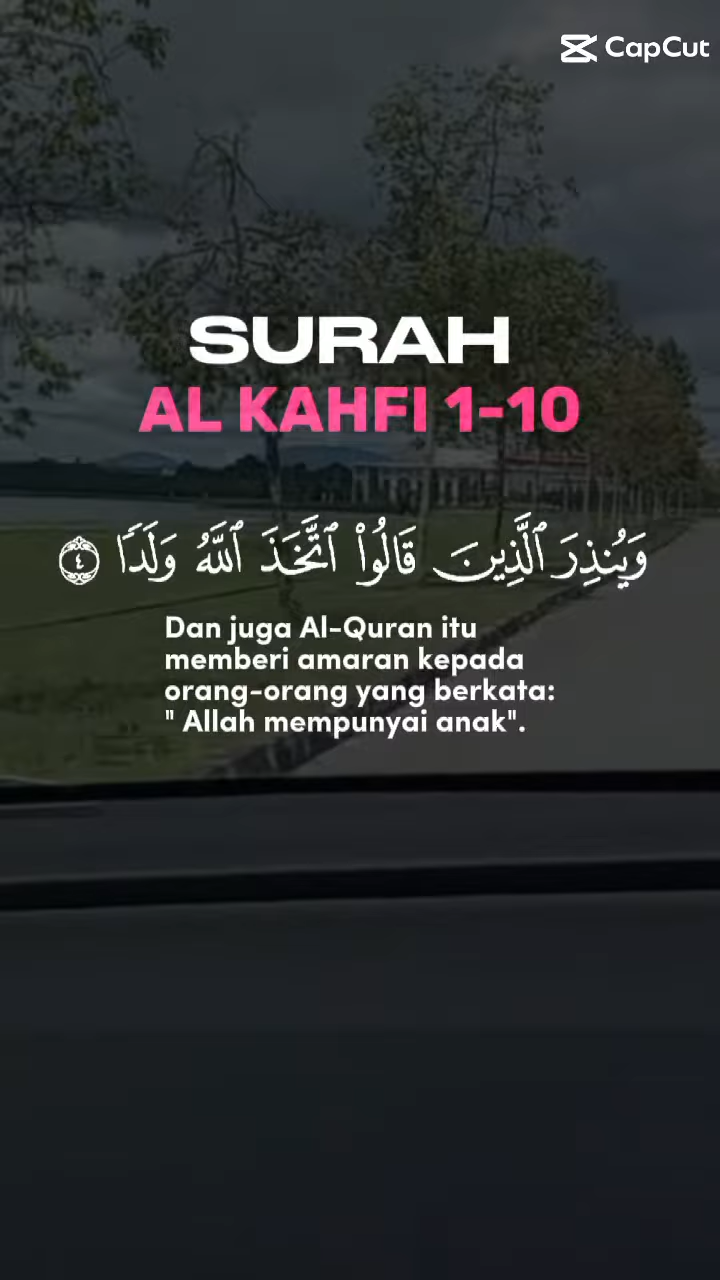 CapCut
SURAH
AL KAHFI 1-10
وَيُنذِرَ ٱلَّذِينَ قَالُوا۟ ٱتَّخَذَ ٱللَّهُ وَلَدًا ٤
Dan juga Al-Quran itu
memberi amaran kepada
orang-orang yang berkata:
" Allah mempunyai anak".